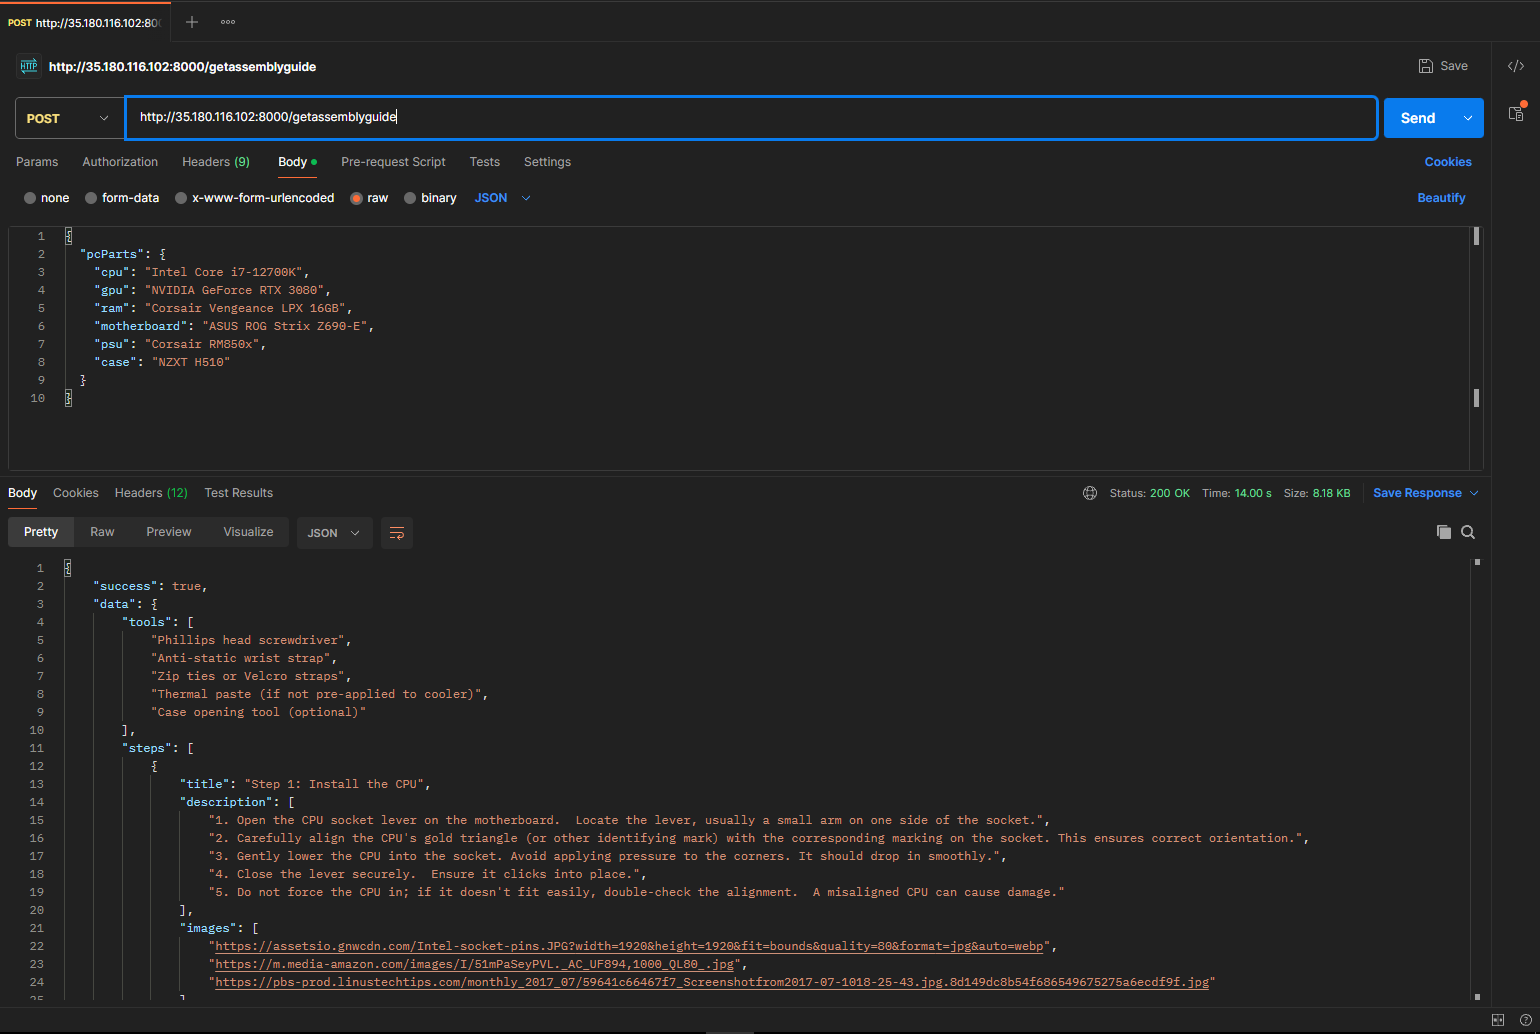 POST http://35.180.116.102:80
http://35.180.116.102:8000/getassemblyguide
Save
POST
http://35.180.116.102:8000/getassemblyguide
Send
Params Authorization Headers (9) Body Pre-request Script Tests Settings
Cookies
none form-data x-www-form-urlencoded raw binary JSON
Beautify
1 {
2 "pcParts": {
3 "cpu": "Intel Core i7-12700K",
4 "gpu": "NVIDIA GeForce RTX 3080",
5 "ram": "Corsair Vengeance LPX 16GB",
6 "motherboard": "ASUS ROG Strix Z690-E",
7 "psu": "Corsair RM850x",
8 "case": "NZXT H510"
9 }
10 }
Body Cookies Headers (12) Test Results
Status: 200 OK Time: 14.00 s Size: 8.18 KB Save Response
Pretty Raw Preview Visualize JSON
1 {
2 "success": true,
3 "data": {
4 "tools": [
5 "Phillips head screwdriver",
6 "Anti-static wrist strap",
7 "Zip ties or Velcro straps",
8 "Thermal paste (if not pre-applied to cooler)",
9 "Case opening tool (optional)"
10 ],
11 "steps": [
12 {
13 "title": "Step 1: Install the CPU",
14 "description": [
15 "1. Open the CPU socket lever on the motherboard.  Locate the lever, usually a small arm on one side of the socket.",
16 "2. Carefully align the CPU's gold triangle (or other identifying mark) with the corresponding marking on the socket. This ensures correct orientation.",
17 "3. Gently lower the CPU into the socket. Avoid applying pressure to the corners. It should drop in smoothly.",
18 "4. Close the lever securely.  Ensure it clicks into place.",
19 "5. Do not force the CPU in; if it doesn't fit easily, double-check the alignment.  A misaligned CPU can cause damage."
20 ],
21 "images": [
22 "https://assetsio.gnwcdn.com/Intel-socket-pins.JPG?width=1920&height=1920&fit=bounds&quality=80&format=jpg&auto=webp",
23 "https://m.media-amazon.com/images/I/51mPaSeyPVL._AC_UF894,1000_QL80_.jpg",
24 "https://pbs-prod.linustechtips.com/monthly_2017_07/59641c66467f7_Screenshotfrom2017-07-1018-25-43.jpg.8d149dc8b54f686549675275a6ecdf9f.jpg"
25 ]